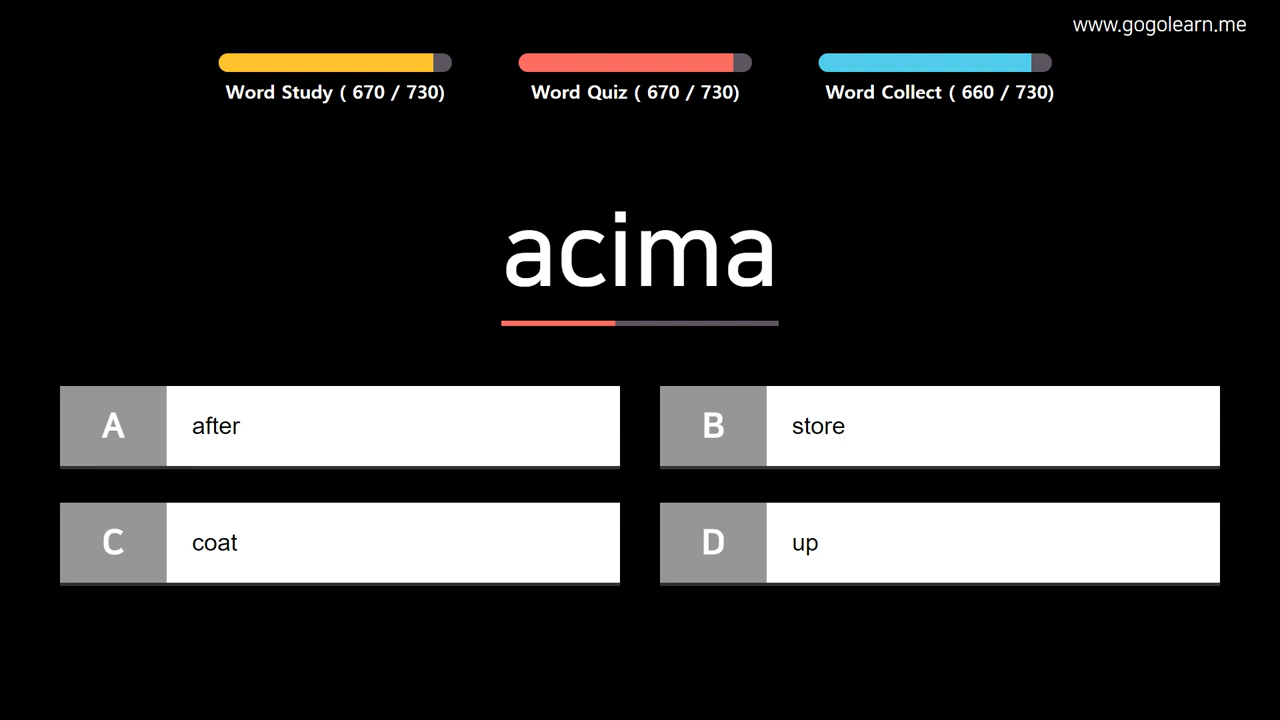 www.gogolearn.me
Word Study ( 670 / 730)
Word Quiz ( 670 / 730)
Word Collect ( 660 / 730)
acima
A after
B store
C coat
D up